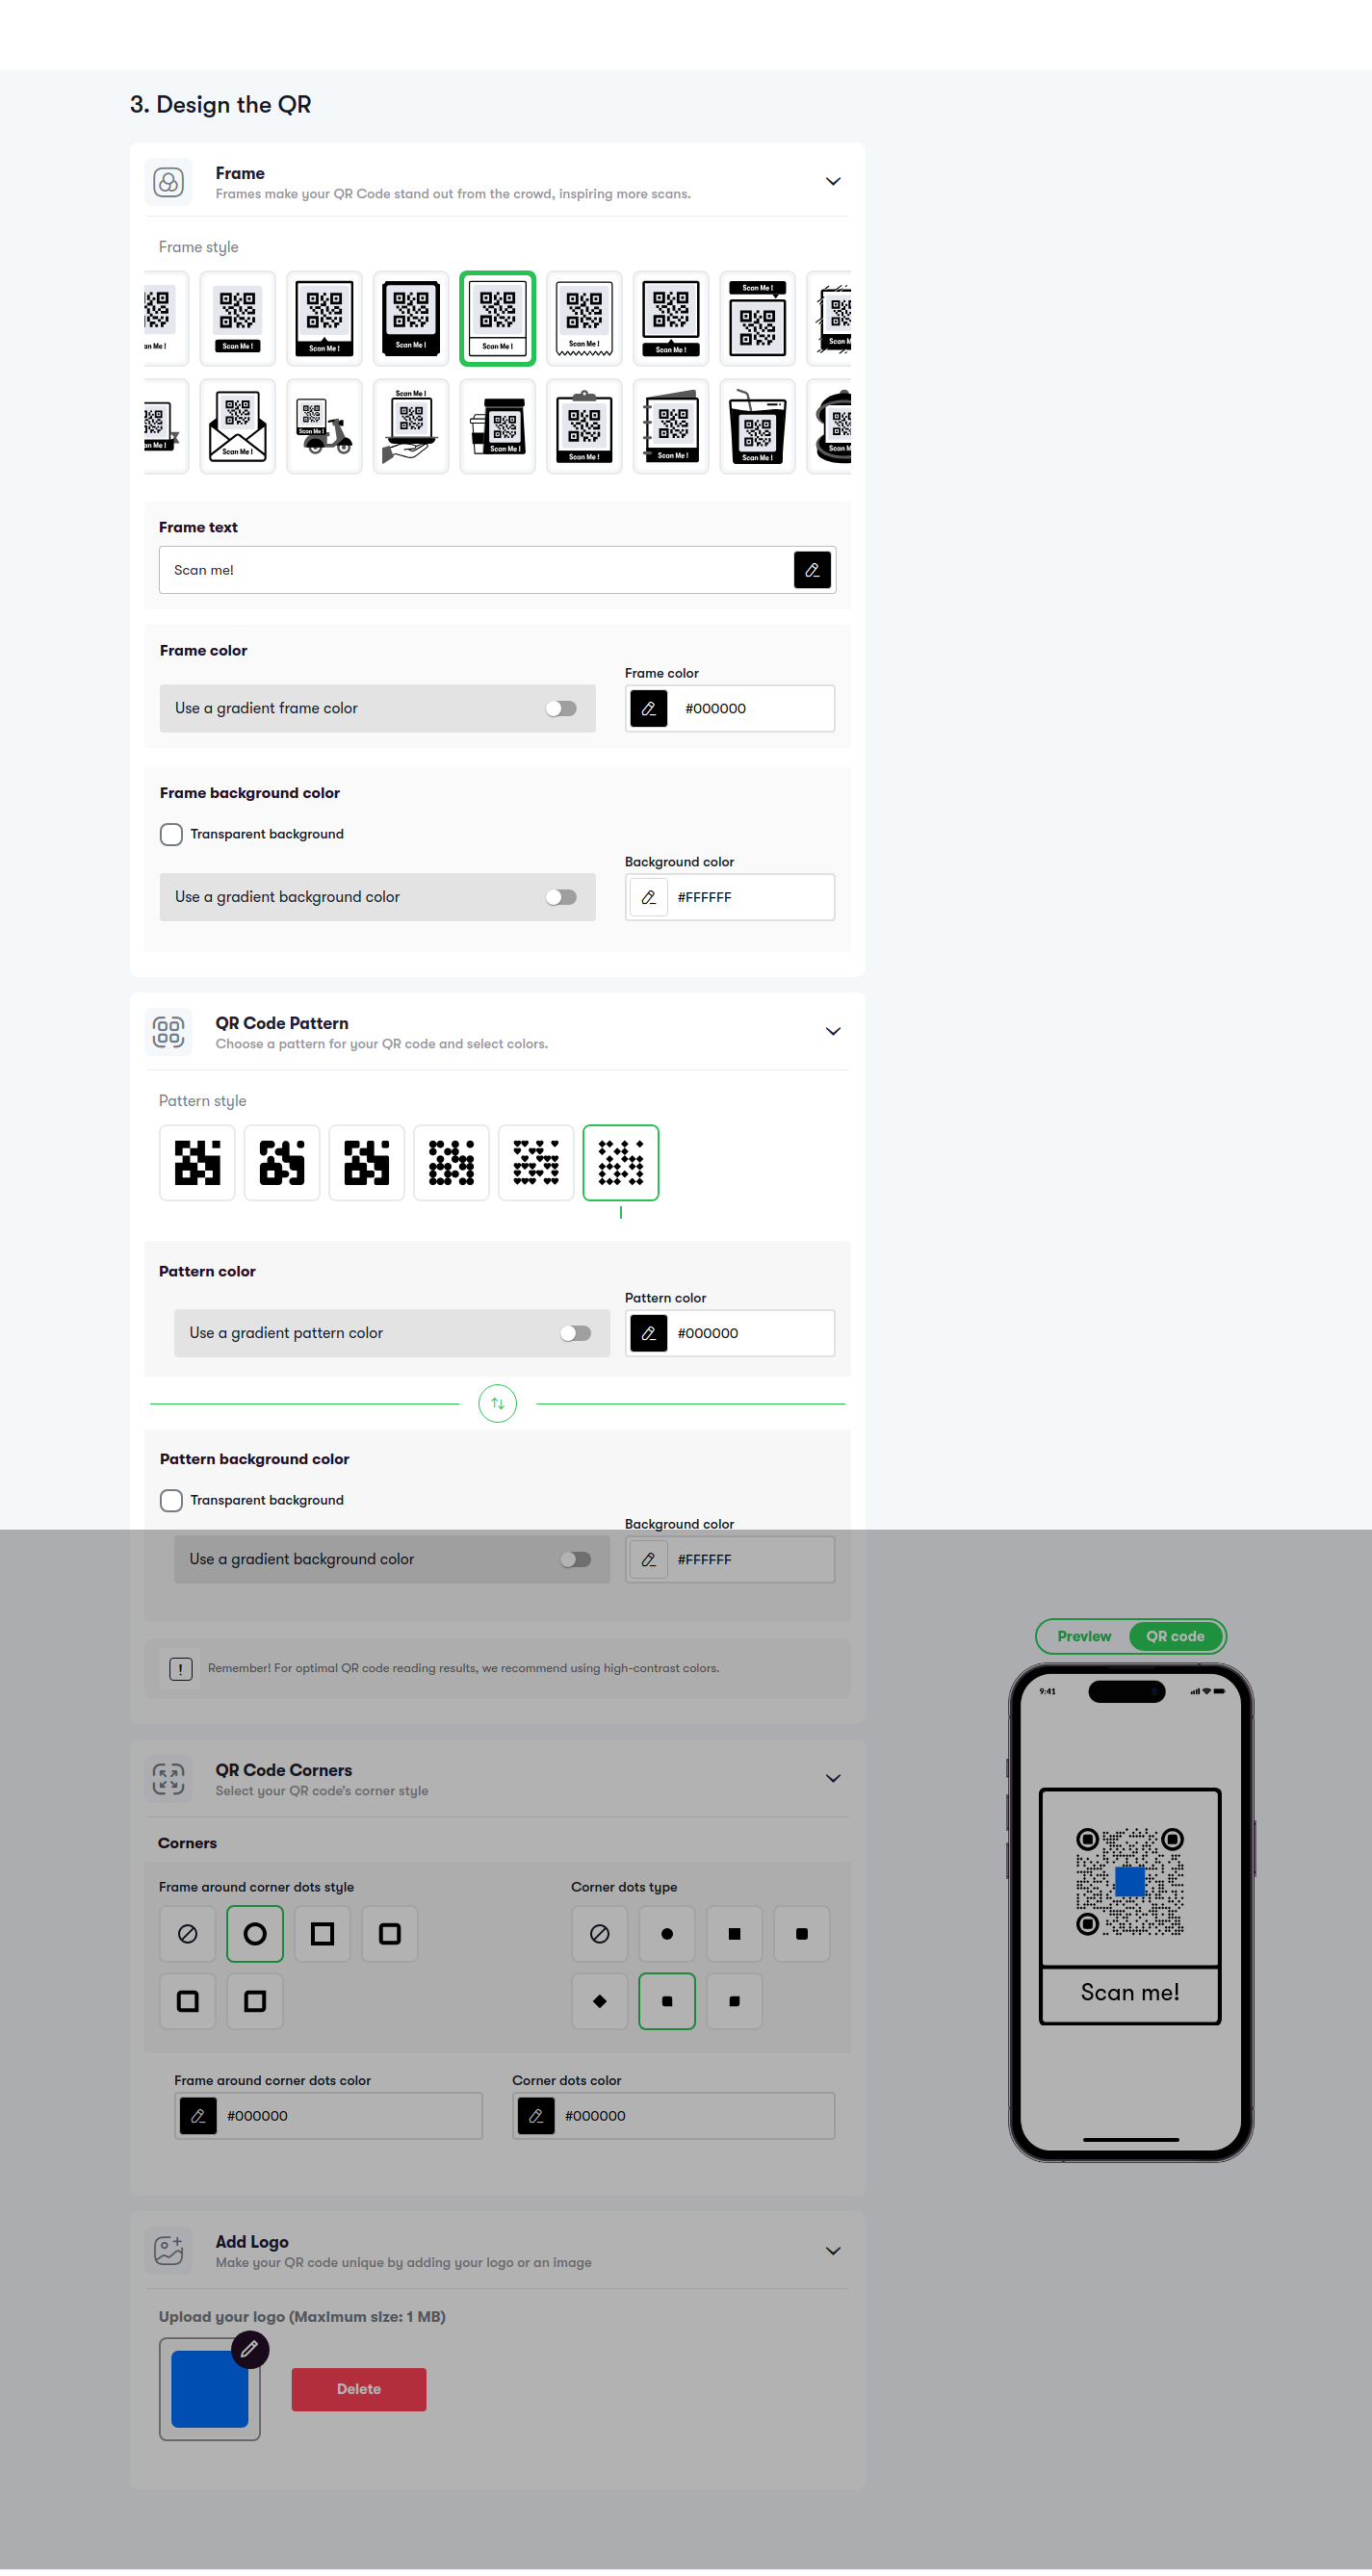 3. Design the QR
Frame
Frames make your QR Code stand out from the crowd, inspiring more scans.
Frame style
an Me !
Scan Me !
Scan Me !
Scan Me !
Scan Me !
Scan Me !
Scan Me !
Scan Me !
Scan M
an Me !
Scan Me !
Scan Me !
Scan Me !
Scan Me !
Scan Me !
Scan Me !
Scan Me !
Scan M
Frame text
Scan me!
Frame color
Frame color
Use a gradient frame color
#000000
Frame background color
Transparent background
Background color
Use a gradient background color
#FFFFFF
QR Code Pattern
Choose a pattern for your QR code and select colors.
Pattern style
Pattern color
Pattern color
Use a gradient pattern color
#000000
Pattern background color
Transparent background
Background color
Use a gradient background color
#FFFFFF
Remember! For optimal QR code reading results, we recommend using high-contrast colors.
QR Code Corners
Select your QR code’s corner style
Corners
Frame around corner dots style
Corner dots type
Frame around corner dots color
Corner dots color
#000000
#000000
Add Logo
Make your QR code unique by adding your logo or an image
Upload your logo (Maximum size: 1 MB)
Delete
Preview
QR code
9:41
Scan me!